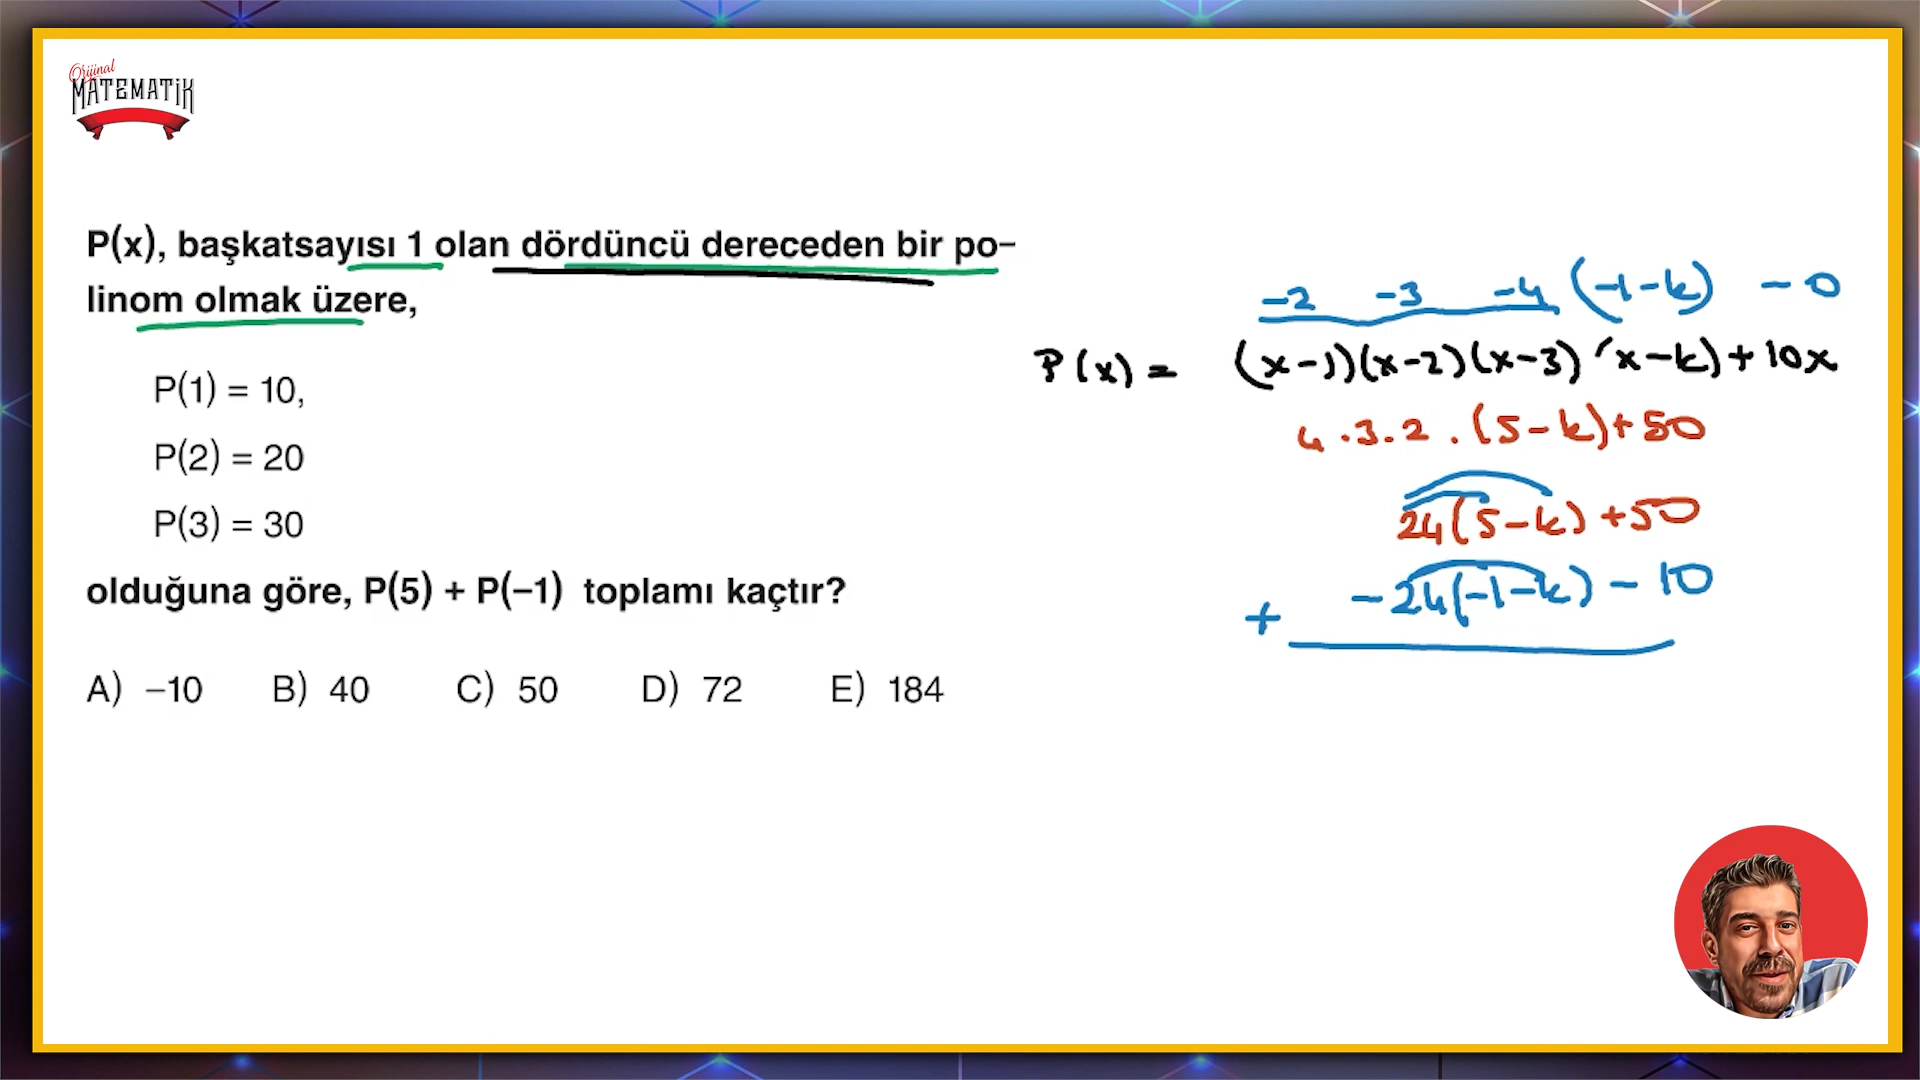 Orijinal
MATEMATİK
P(x), başkatsayısı 1 olan dördüncü dereceden bir po-
linom olmak üzere,
P(1) = 10,
P(2) = 20
P(3) = 30
olduğuna göre, P(5) + P(–1) toplamı kaçtır?
A) –10 B) 40 C) 50 D) 72 E) 184
-2 -3 -4 (-1-k) -0
P(x) = (x-1)(x-2)(x-3)(x-k)+10x
4.3.2.(5-k)+50
24(5-k)+50
-24(-1-k)-10
+